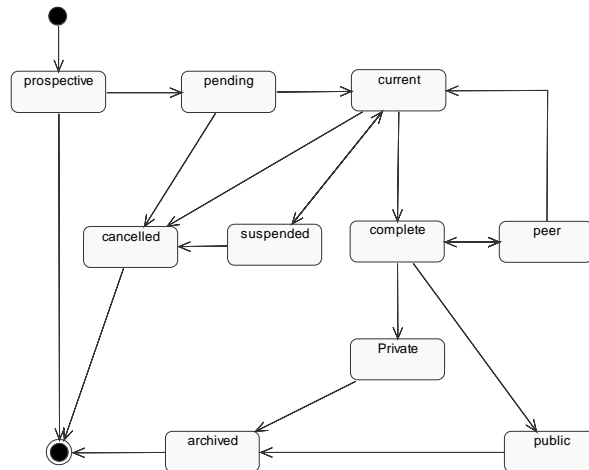 prospective
pending
current
cancelled
suspended
complete
peer
Private
archived
public